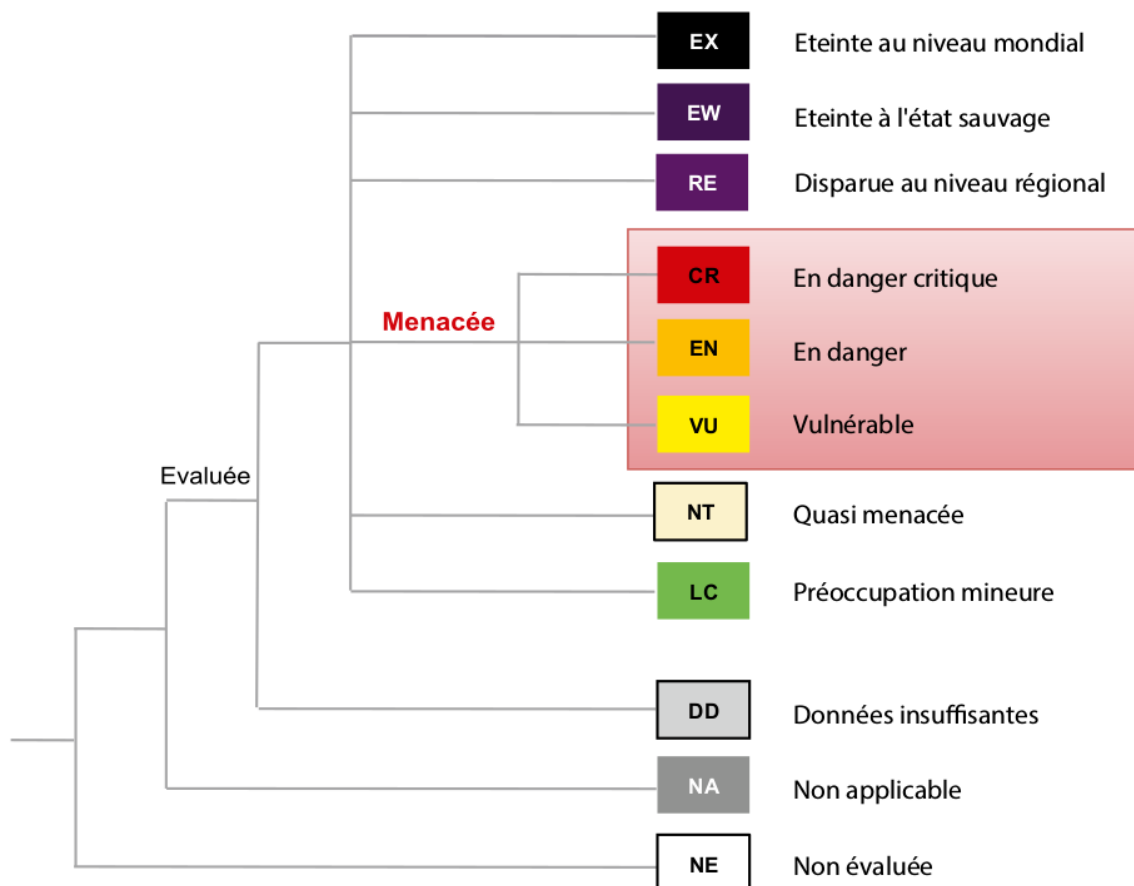 EX Eteinte au niveau mondial
EW Eteinte à l'état sauvage
RE Disparue au niveau régional
CR En danger critique
Menacée
EN En danger
VU Vulnérable
Evaluée
NT Quasi menacée
LC Préoccupation mineure
DD Données insuffisantes
NA Non applicable
NE Non évaluée